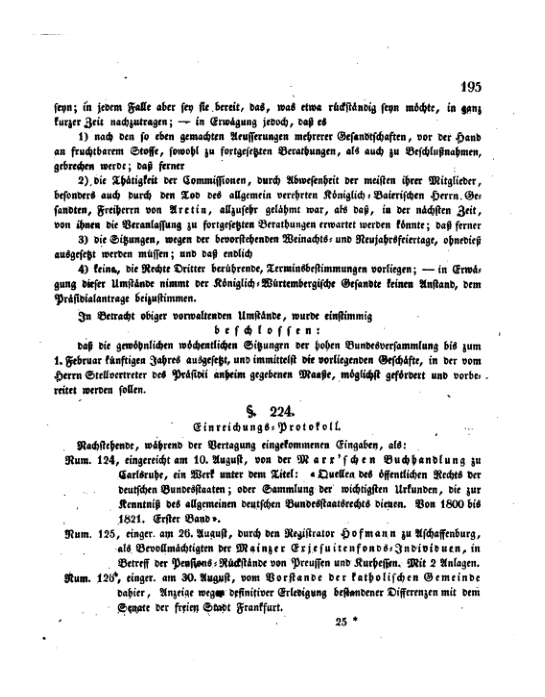 195
seyn; in jedem Falle aber sey sie bereit, das, was etwa rückständig seyn möchte, in ganz
kurzer Zeit nachzutragen; — in Erwägung jedoch, daß es
1) nach den so eben gemachten Aeusserungen mehrerer Gesandtschaften, vor der Hand
an fruchtbarem Stoffe, sowohl zu fortgesetzten Berathungen, als auch zu Beschlußnahmen,
gebrechen werde; daß ferner
2) die Thätigkeit der Commissionen, durch Abwesenheit der meisten ihrer Mitglieder,
besonders auch durch den Tod des allgemein verehrten Königlich-Baierischen Herrn Ge-
sandten, Freiherrn von Aretin, allzusehr gelähmt war, als daß, in der nächsten Zeit,
von ihnen die Veranlassung zu fortgesetzten Berathungen erwartet werden könnte; daß ferner
3) die Sitzungen, wegen der bevorstehenden Weinachts- und Neujahrsfeiertage, ohnedieß
ausgesetzt werden müssen; und daß endlich
4) keine, die Rechte Dritter berührende, Terminsbestimmungen vorliegen; — in Erwä-
gung dieser Umstände nimmt der Königlich-Würtembergische Gesandte keinen Anstand, dem
Präsidialantrage beizustimmen.
In Betracht obiger vorwaltenden Umstände, wurde einstimmig
beschlossen:
daß die gewöhnlichen wöchentlichen Sitzungen der hohen Bundesversammlung bis zum
1. Februar künftigen Jahres ausgesetzt, und immittelst die vorliegenden Geschäfte, in der vom
Herrn Stellvertreter des Präsidii anheim gegebenen Maaße, möglichst gefördert und vorbe-
reitet werden sollen.
§. 224.
Einreichungs-Protokoll.
Nachstehende, während der Vertagung eingekommenen Eingaben, als:
Num. 124, eingereicht am 10. August, von der Marx'schen Buchhandlung zu
Carlsruhe, ein Werk unter dem Titel: «Quellen des öffentlichen Rechts der
deutschen Bundesstaaten; oder Sammlung der wichtigsten Urkunden, die zur
Kenntniß des allgemeinen deutschen Bundesstaatsrechts dienen. Von 1800 bis
1821. Erster Band».
Num. 125, einger. am 26. August, durch den Registrator Hofmann zu Aschaffenburg,
als Bevollmächtigten der Mainzer Exjesuitenfonds-Individuen, in
Betreff der Pensions-Rückstände von Preussen und Kurhessen. Mit 2 Anlagen.
Num. 126, einger. am 30. August, vom Vorstande der katholischen Gemeinde
dahier, Anzeige wegen definitiver Erledigung bestandener Differenzen mit dem
Senate der freien Stadt Frankfurt.
25 *